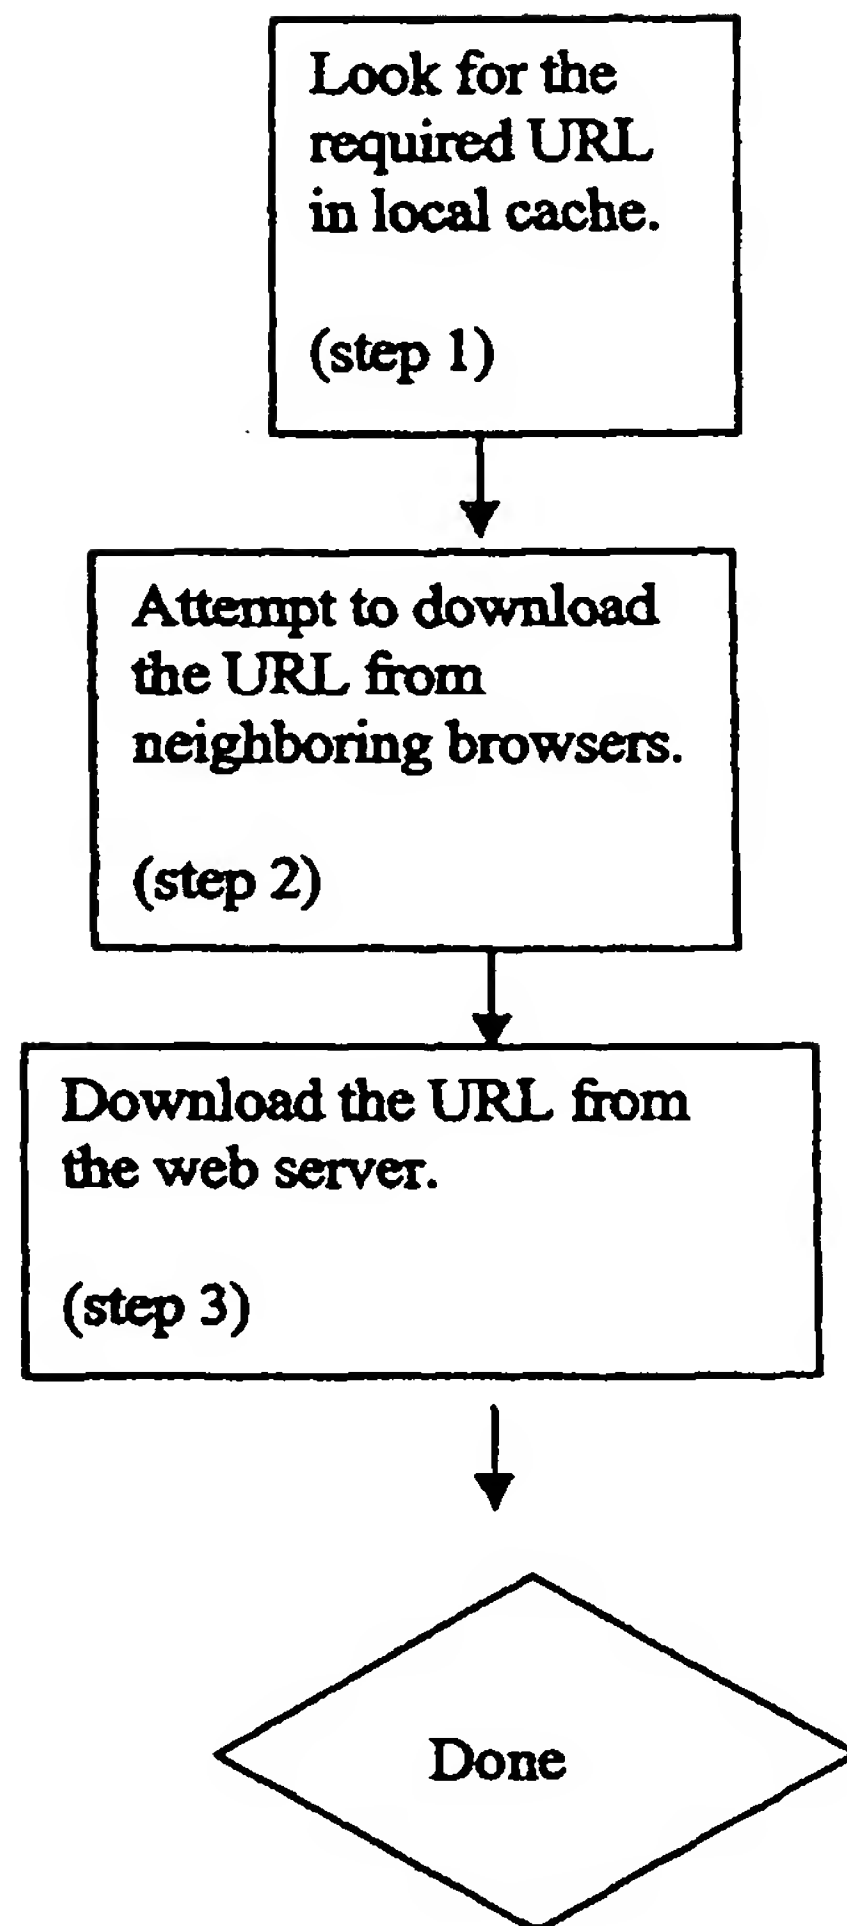 Look for the
required URL
in local cache.
(step 1)
Attempt to download
the URL from
neighboring browsers.
(step 2)
Download the URL from
the web server.
(step 3)
Done